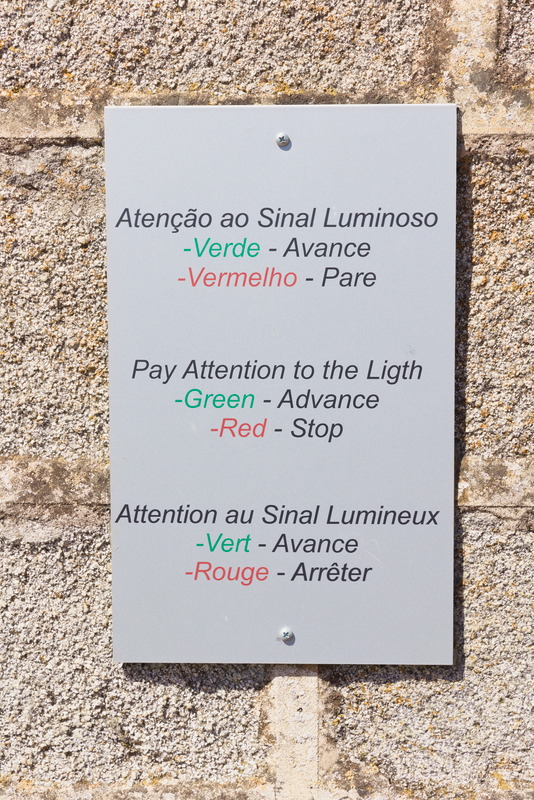 Atenção ao Sinal Luminoso
-Verde - Avance
-Vermelho - Pare
Pay Attention to the Ligth
-Green - Advance
-Red - Stop
Attention au Sinal Lumineux
-Vert - Avance
-Rouge - Arrêter